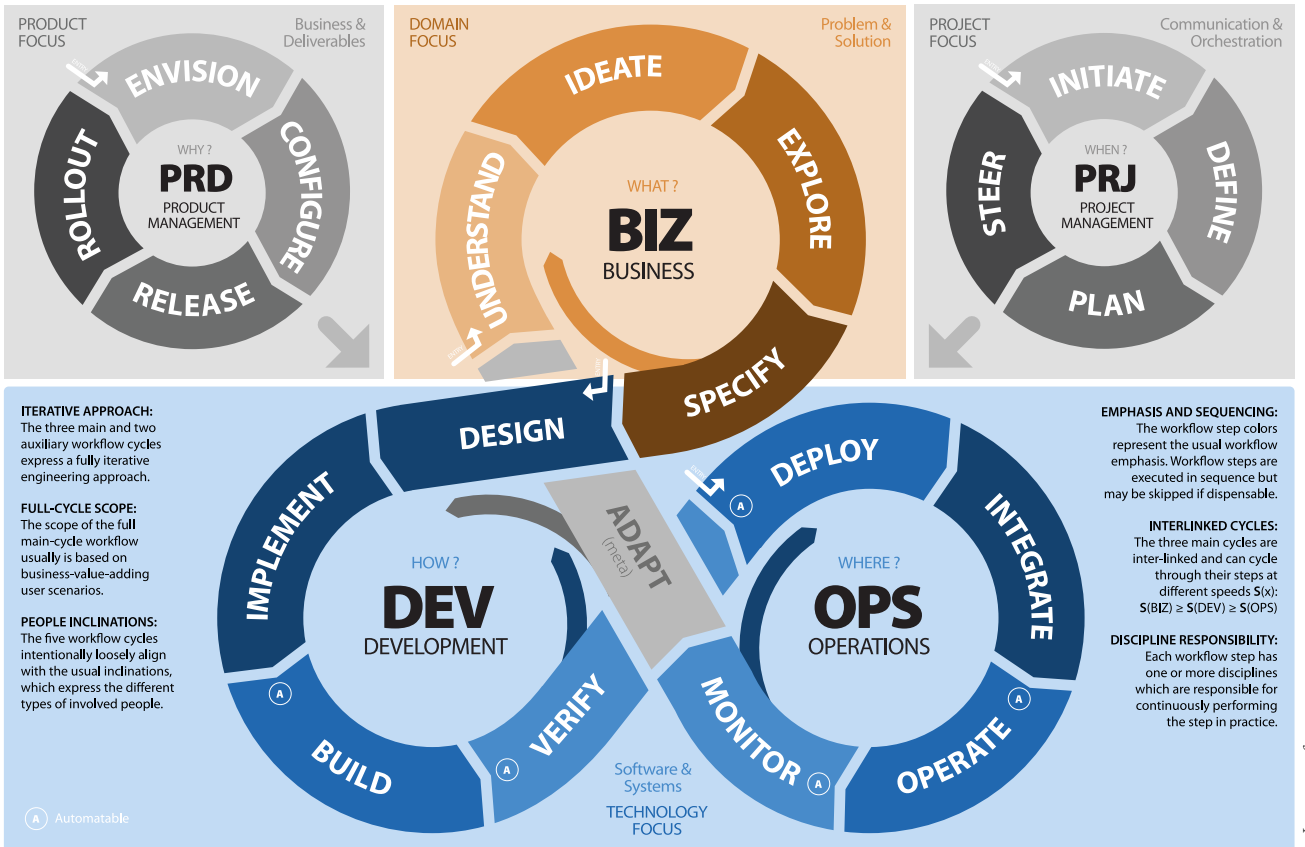 PRODUCT
FOCUS
Business &
Deliverables
ENTRY
ENVISION
CONFIGURE
RELEASE
ROLLOUT
WHY ?
PRD
PRODUCT
MANAGEMENT
DOMAIN
FOCUS
Problem &
Solution
ENTRY
UNDERSTAND
IDEATE
EXPLORE
SPECIFY
WHAT ?
BIZ
BUSINESS
PROJECT
FOCUS
Communication &
Orchestration
ENTRY
INITIATE
DEFINE
PLAN
STEER
WHEN ?
PRJ
PROJECT
MANAGEMENT
ITERATIVE APPROACH:
The three main and two
auxiliary workflow cycles
express a fully iterative
engineering approach.
FULL-CYCLE SCOPE:
The scope of the full
main-cycle workflow
usually is based on
business-value-adding
user scenarios.
PEOPLE INCLINATIONS:
The five workflow cycles
intentionally loosely align
with the usual inclinations,
which express the different
types of involved people.
A Automatable
ENTRY
DESIGN
IMPLEMENT
BUILD
A
VERIFY
A
HOW ?
DEV
DEVELOPMENT
ADAPT
(meta)
ENTRY
DEPLOY
A
INTEGRATE
OPERATE
A
MONITOR
A
WHERE ?
OPS
OPERATIONS
Software &
Systems
TECHNOLOGY
FOCUS
EMPHASIS AND SEQUENCING:
The workflow step colors
represent the usual workflow
emphasis. Workflow steps are
executed in sequence but
may be skipped if dispensable.
INTERLINKED CYCLES:
The three main cycles are
inter-linked and can cycle
through their steps at
different speeds S(x):
S(BIZ) ≥ S(DEV) ≥ S(OPS)
DISCIPLINE RESPONSIBILITY:
Each workflow step has
one or more disciplines
which are responsible for
continuously performing
the step in practice.